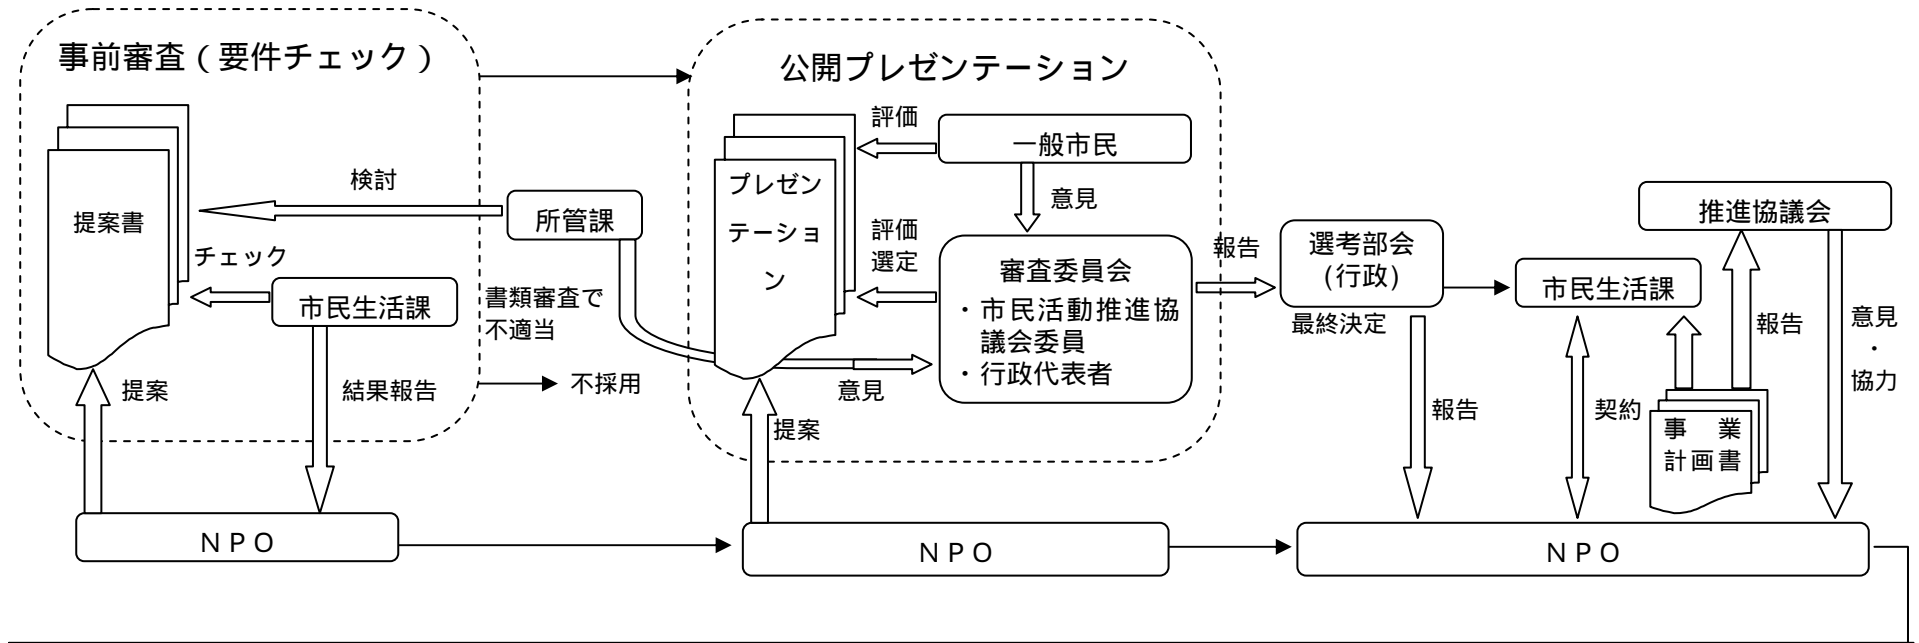 事前審査（要件チェック）
検討
提案書
チェック
市民生活課
提案
結果報告
所管課
書類審査で
不適当
不採用
公開プレゼンテーション
評価
一般市民
プレゼン
テーショ
ン
意見
評価
選定
審査委員会
・市民活動推進協
議会委員
・行政代表者
意見
提案
報告
選考部会
(行政)
最終決定
報告
市民生活課
契約
推進協議会
報告
意見
・
協力
事　業
計画書
ＮＰＯ
ＮＰＯ
ＮＰＯ